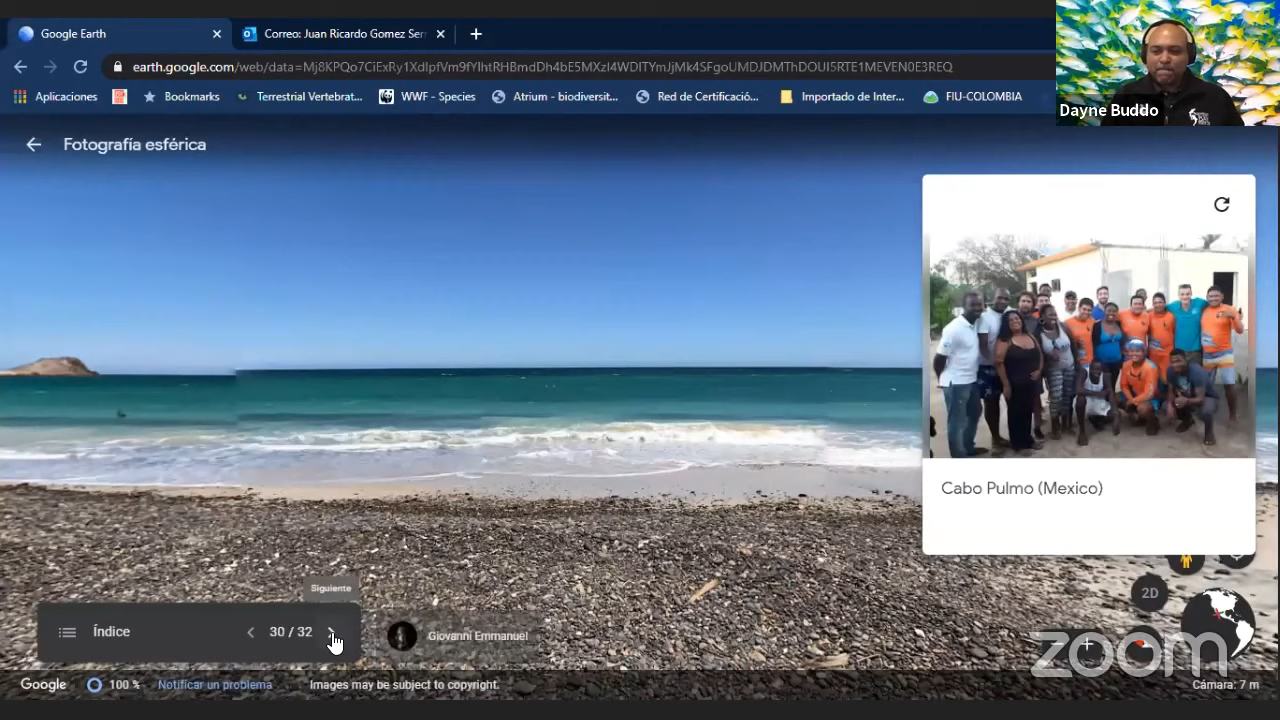 Google Earth
Correo: Juan Ricardo Gomez Ser
earth.google.com/web/data=
Aplicaciones
Bookmarks
Terrestrial Vertebrat...
WWF - Species
Atrium - biodiversit...
Red de Certificació...
Importado de Inter...
FIU-COLOMBIA
Dayne Buddo
Fotografía esférica
Cabo Pulmo (Mexico)
Siguiente
Índice
30 / 32
Giovanni Emmanuel
2D
zoom
Google
100 %
Notificar un problema
Images may be subject to copyright.
Cámara: 7 m